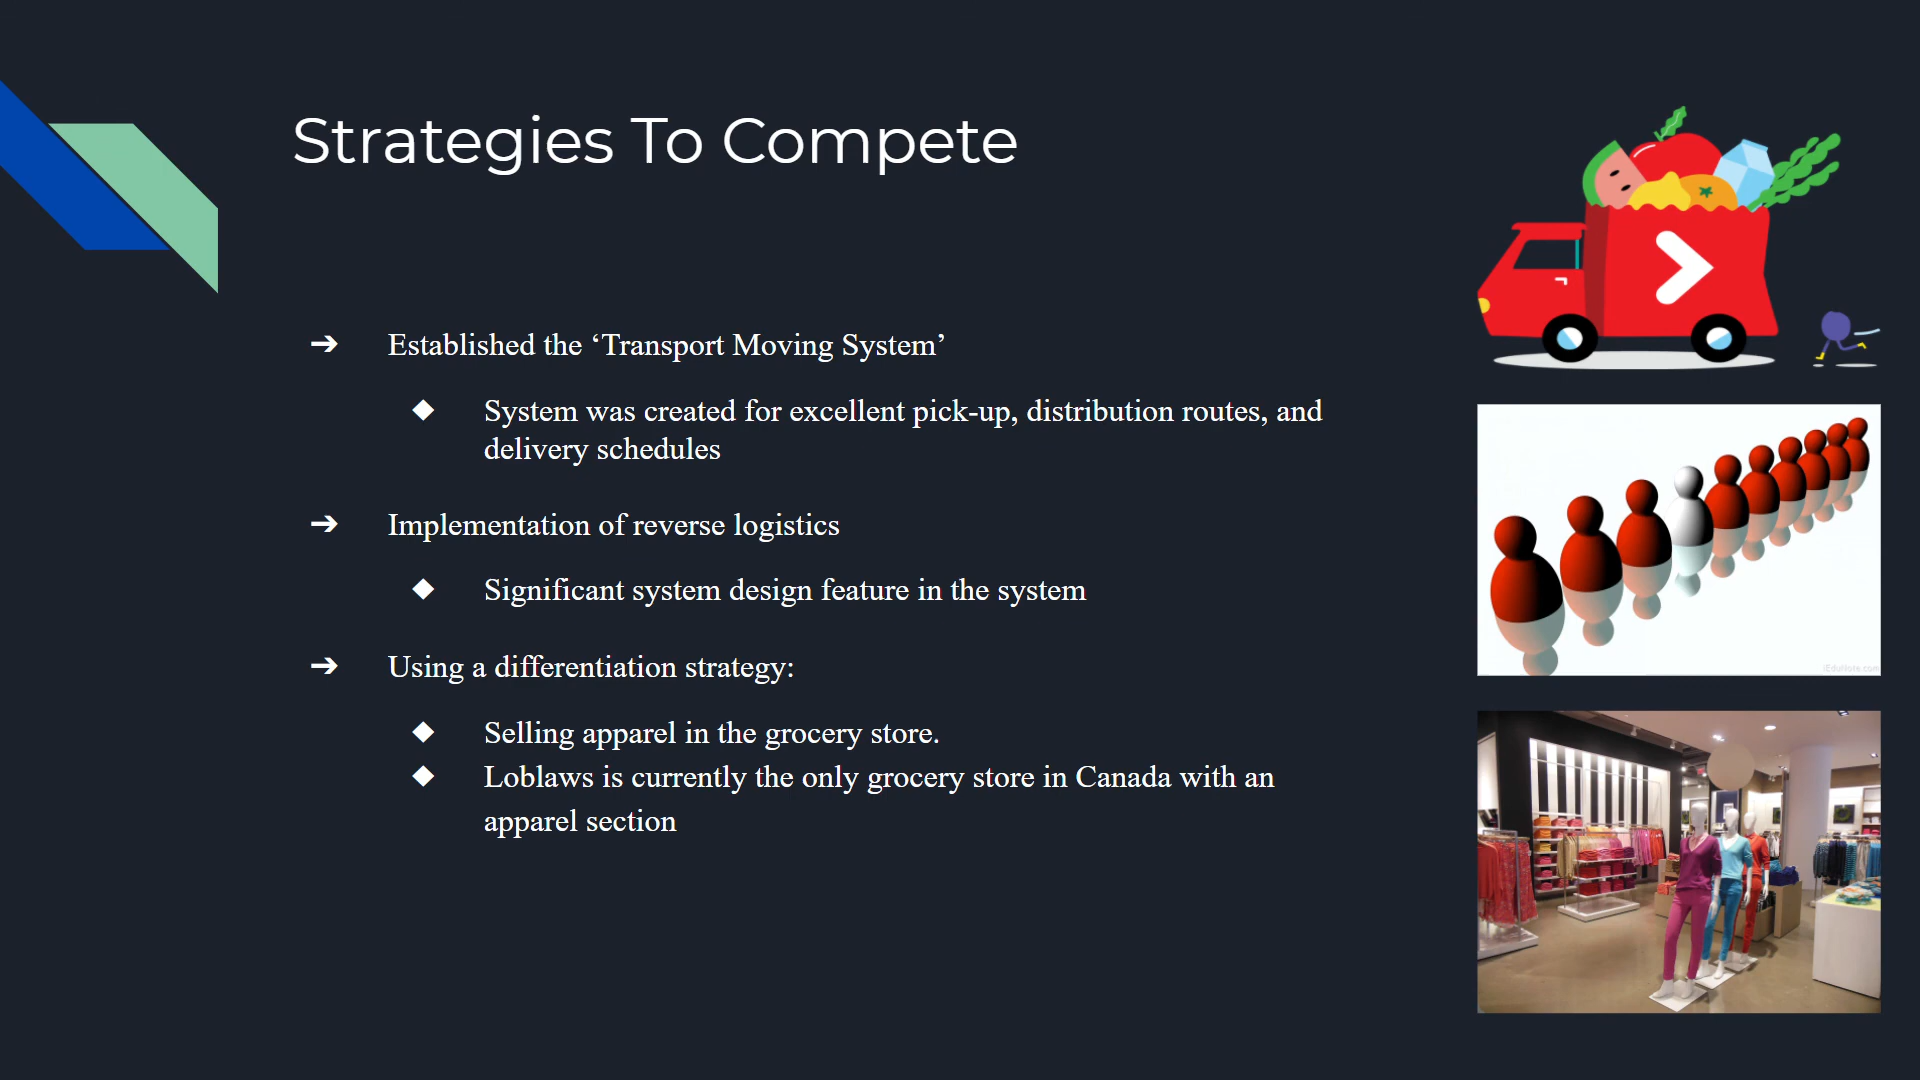 Strategies To Compete
➔ Established the ‘Transport Moving System’
◆ System was created for excellent pick-up, distribution routes, and
delivery schedules
➔ Implementation of reverse logistics
◆ Significant system design feature in the system
➔ Using a differentiation strategy:
◆ Selling apparel in the grocery store.
◆ Loblaws is currently the only grocery store in Canada with an
apparel section
iEduNote.com